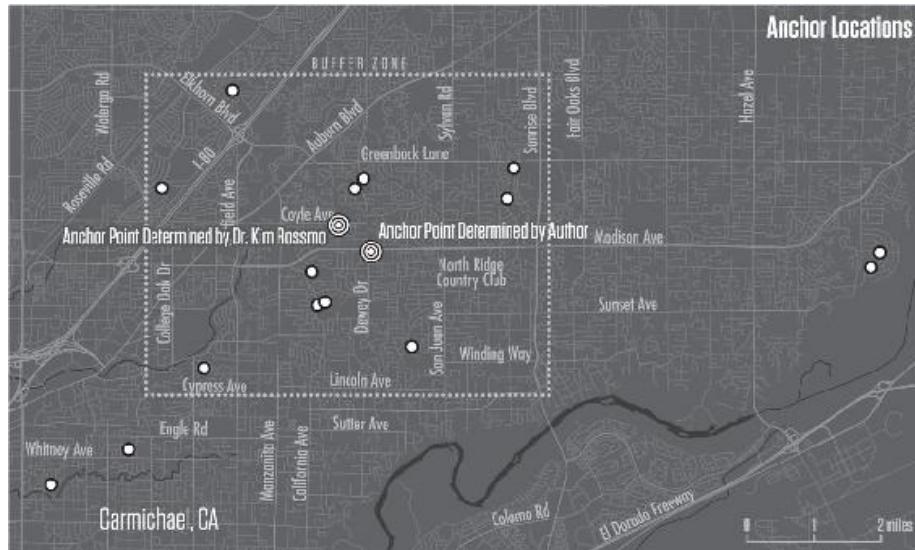 Anchor Locations
BUFFER ZONE
Walerga Rd
Elkhorn Blvd
I-80
Auburn Blvd
Sylvan Rd
Sunrise Blvd
Fair Oaks Blvd
Hazel Ave
Roseville Rd
Greenback Lane
field Ave
Coyle Ave
Anchor Point Determined by Dr. Kim Rossmo
Anchor Point Determined by Author
Madison Ave
College Oak Dr
North Ridge
Country Club
Dewey Dr
San Juan Ave
Sunset Ave
Winding Way
Cypress Ave
Lincoln Ave
Engle Rd
Sutter Ave
Whitney Ave
Manzanita Ave
California Ave
Carmichae , CA
Coloma Rd
El Dorado Freeway
0 1 2 miles